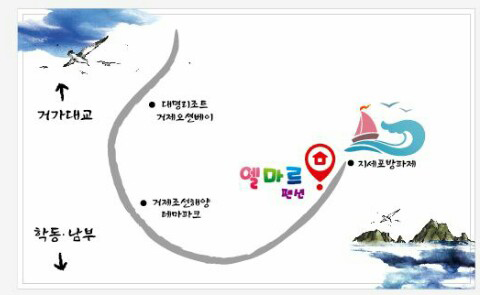 거가대교
대명리조트
거제오션베이
지세포방파제
엘마르
펜션
거제조선해양
테마파크
학동·남부